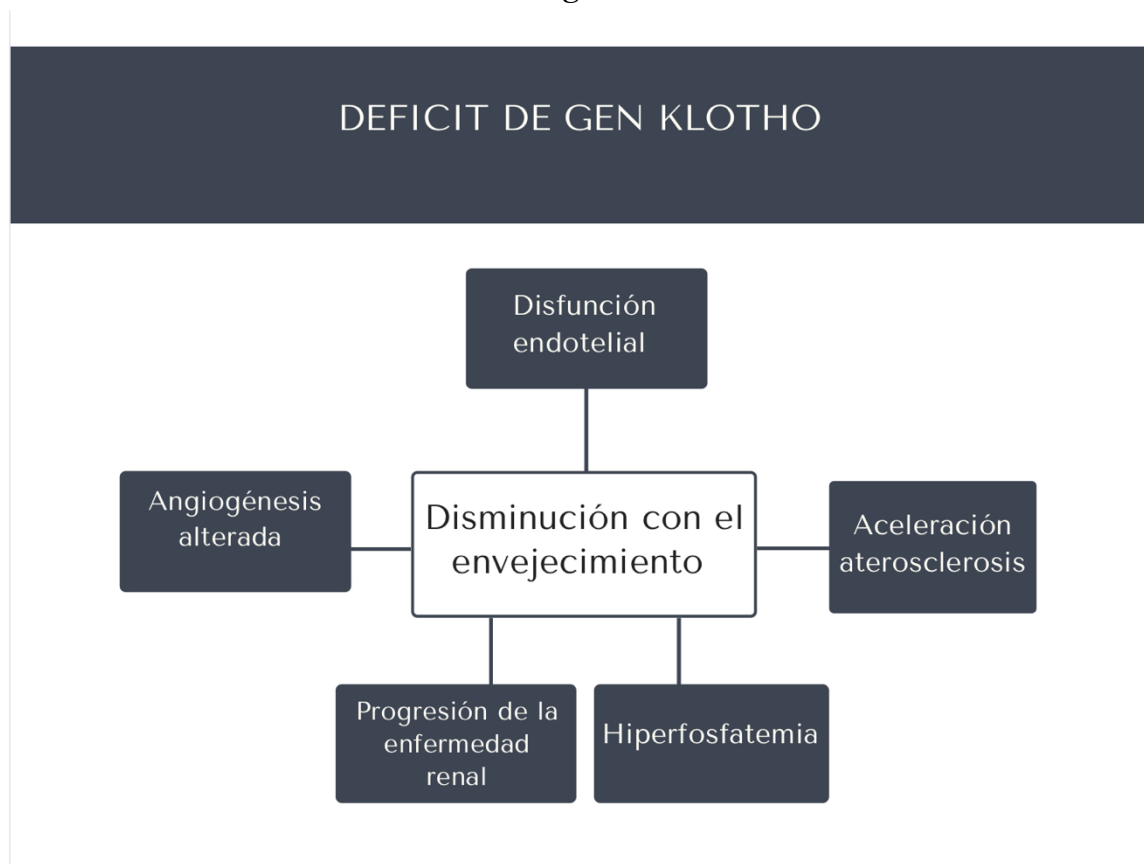 DEFICIT DE GEN KLOTHO
Disfunción
endotelial
Angiogénesis
alterada
Disminución con el
envejecimiento
Aceleración
aterosclerosis
Progresión de la
enfermedad
renal
Hiperfosfatemia